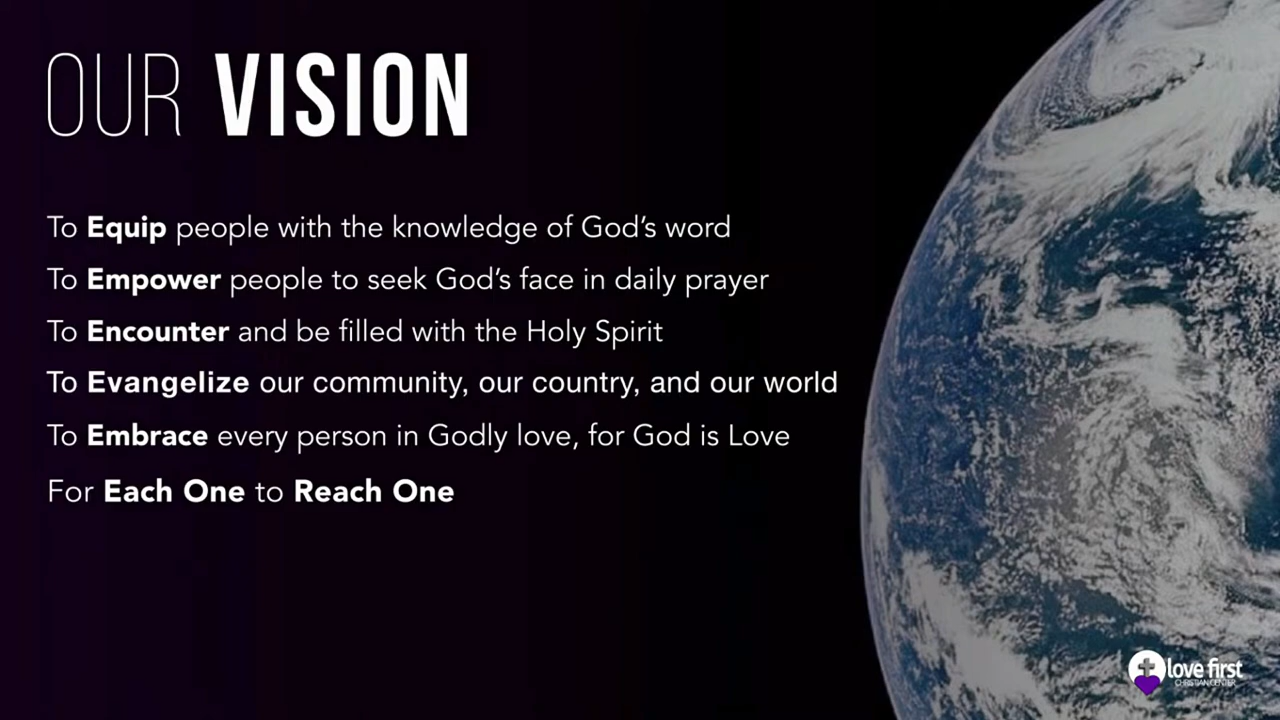 OUR VISION
To Equip people with the knowledge of God's word
To Empower people to seek God's face in daily prayer
To Encounter and be filled with the Holy Spirit
To Evangelize our community, our country, and our world
To Embrace every person in Godly love, for God is Love
For Each One to Reach One
love first
CHRISTIAN CENTER